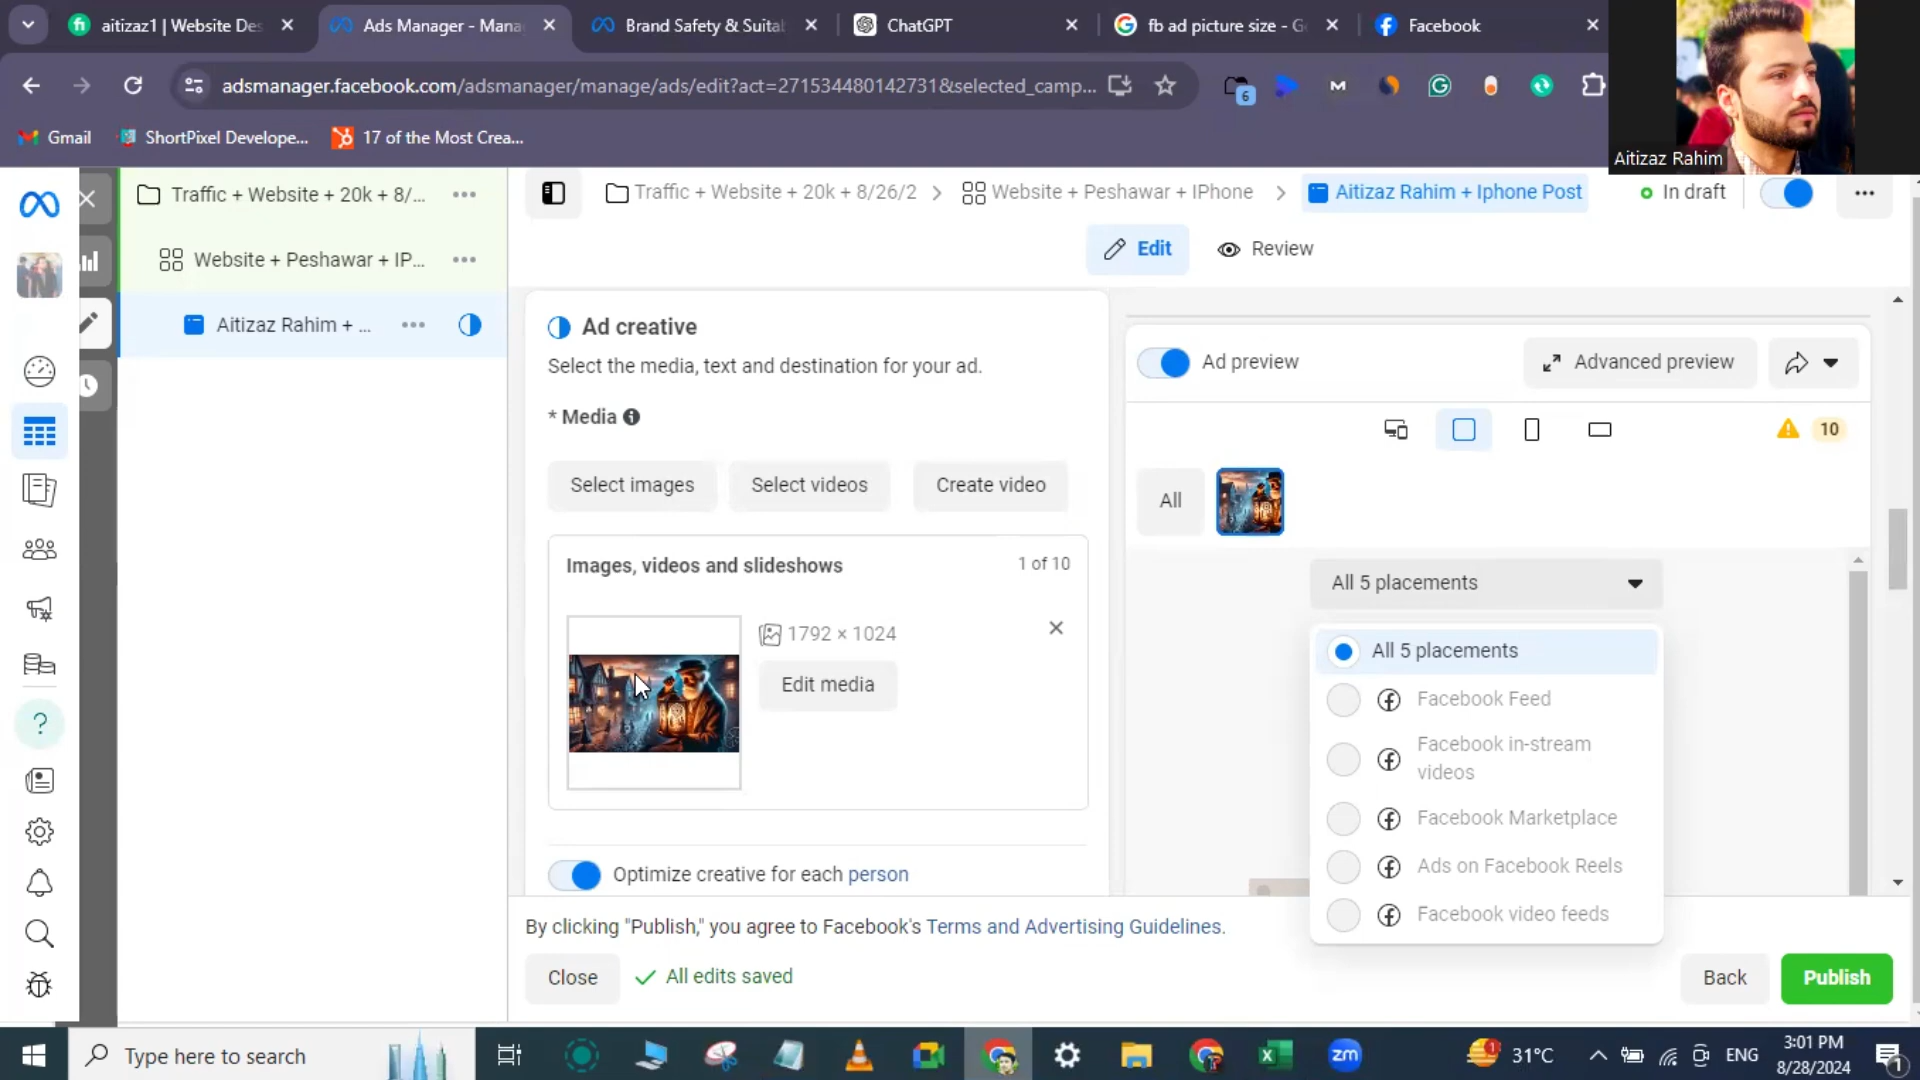 aitizaz1 | Website Des
Ads Manager - Mana
Brand Safety & Suital
ChatGPT
fb ad picture size - G
Facebook
adsmanager.facebook.com/adsmanager/manage/ads/edit?act=271534480142731&selected_camp...
6
Gmail
ShortPixel Develope...
17 of the Most Crea...
Aitizaz Rahim
Traffic + Website + 20k + 8/...
Website + Peshawar + IP...
Aitizaz Rahim + ...
Traffic + Website + 20k + 8/26/2
Website + Peshawar + IPhone
Aitizaz Rahim + Iphone Post
In draft
Edit
Review
Ad creative
Select the media, text and destination for your ad.
* Media
Select images
Select videos
Create video
Images, videos and slideshows
1 of 10
1792 × 1024
Edit media
Optimize creative for each person
Ad preview
Advanced preview
10
All
All 5 placements
All 5 placements
Facebook Feed
Facebook in-stream
videos
Facebook Marketplace
Ads on Facebook Reels
Facebook video feeds
By clicking "Publish," you agree to Facebook's Terms and Advertising Guidelines.
Close
All edits saved
Back
Publish
Type here to search
zm
1
31°C
ENG
3:01 PM
8/28/2024
1